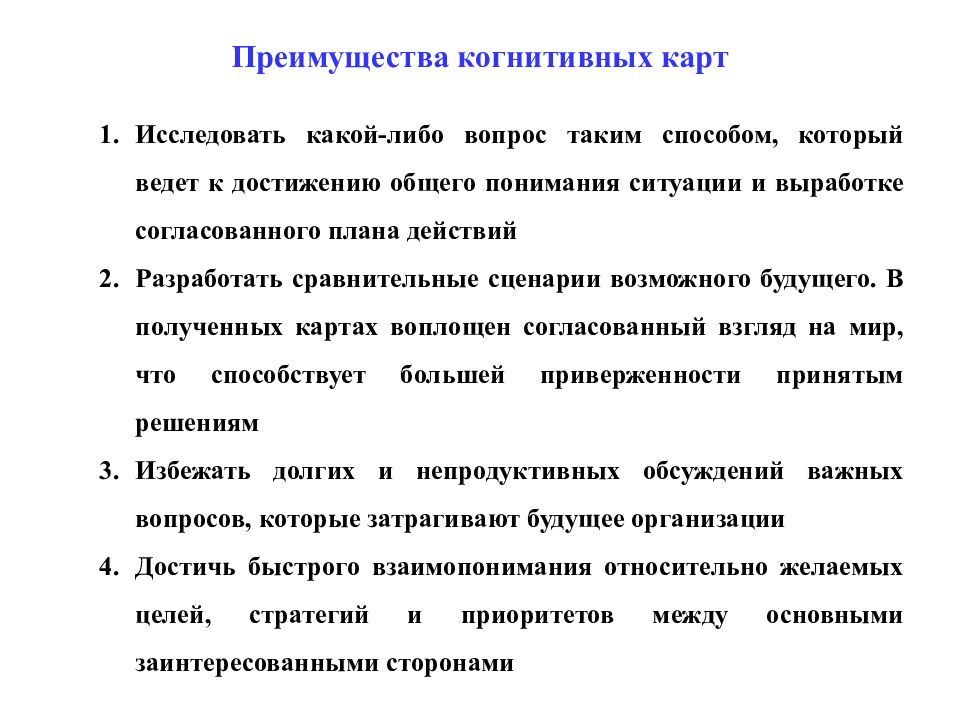 Преимущества когнитивных карт
1. Исследовать какой-либо вопрос таким способом, который
ведет к достижению общего понимания ситуации и выработке
согласованного плана действий
2. Разработать сравнительные сценарии возможного будущего. В
полученных картах воплощен согласованный взгляд на мир,
что способствует большей приверженности принятым
решениям
3. Избежать долгих и непродуктивных обсуждений важных
вопросов, которые затрагивают будущее организации
4. Достичь быстрого взаимопонимания относительно желаемых
целей, стратегий и приоритетов между основными
заинтересованными сторонами